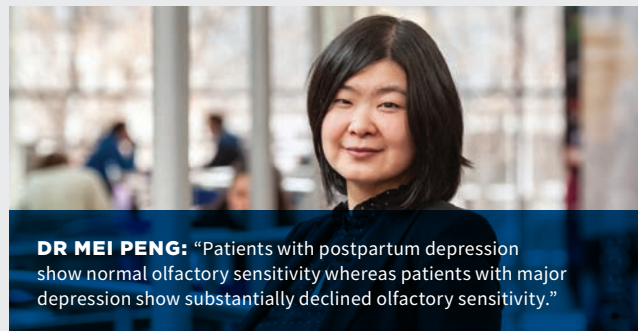 DR MEI PENG: “Patients with postpartum depression
show normal olfactory sensitivity whereas patients with major
depression show substantially declined olfactory sensitivity.”